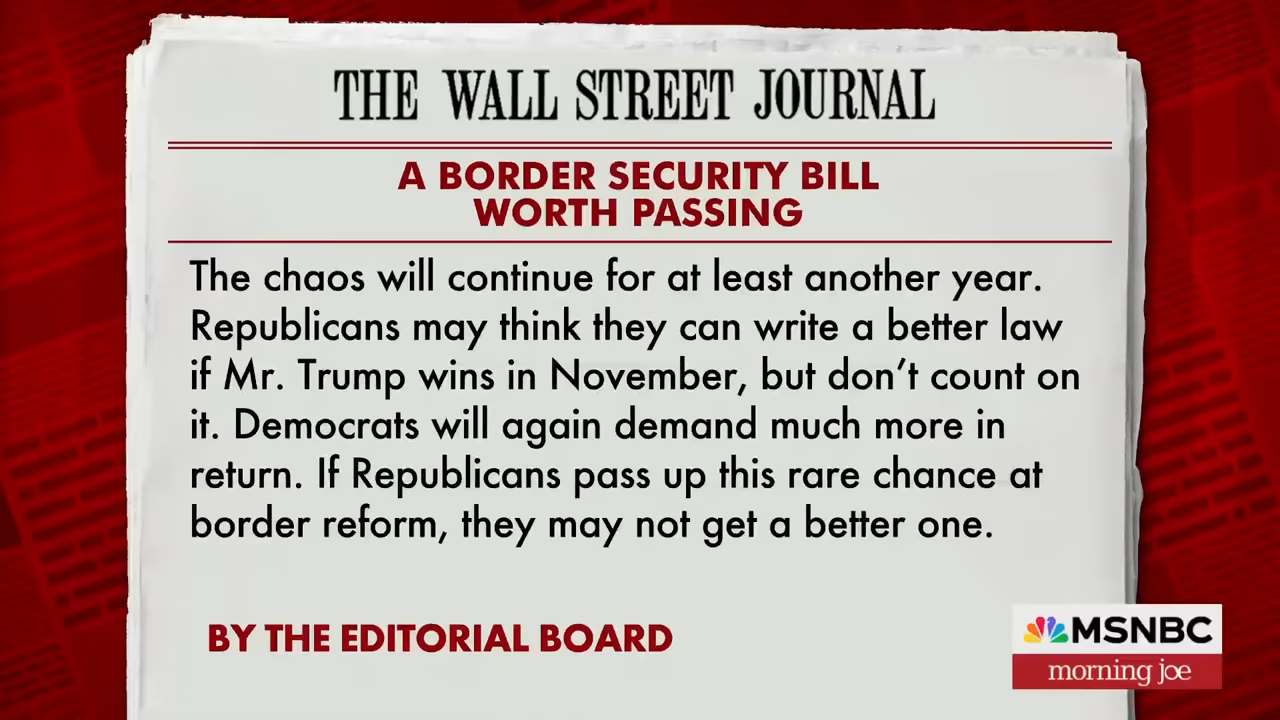 THE WALL STREET JOURNAL
A BORDER SECURITY BILL
WORTH PASSING
The chaos will continue for at least another year.
Republicans may think they can write a better law
if Mr. Trump wins in November, but don’t count on
it. Democrats will again demand much more in
return. If Republicans pass up this rare chance at
border reform, they may not get a better one.
BY THE EDITORIAL BOARD
MSNBC
morning joe